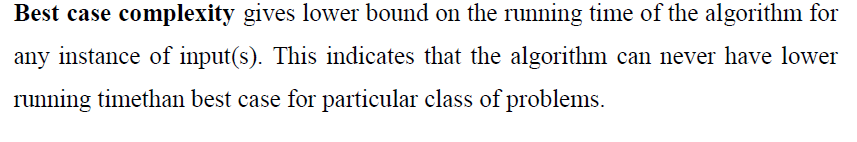 Best case complexity gives lower bound on the running time of the algorithm for
any instance of input(s). This indicates that the algorithm can never have lower
running timethan best case for particular class of problems.